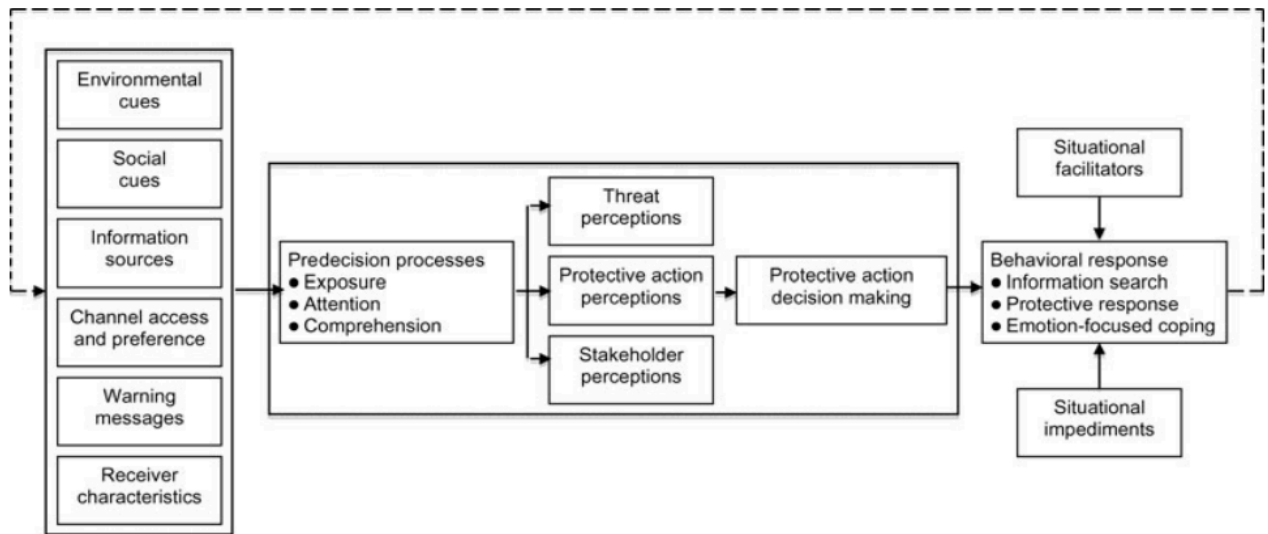 Environmental
cues
Social
cues
Information
sources
Channel access
and preference
Warning
messages
Receiver
characteristics
Predecision processes
● Exposure
● Attention
● Comprehension
Threat
perceptions
Protective action
perceptions
Stakeholder
perceptions
Protective action
decision making
Situational
facilitators
Behavioral response
● Information search
● Protective response
● Emotion-focused coping
Situational
impediments